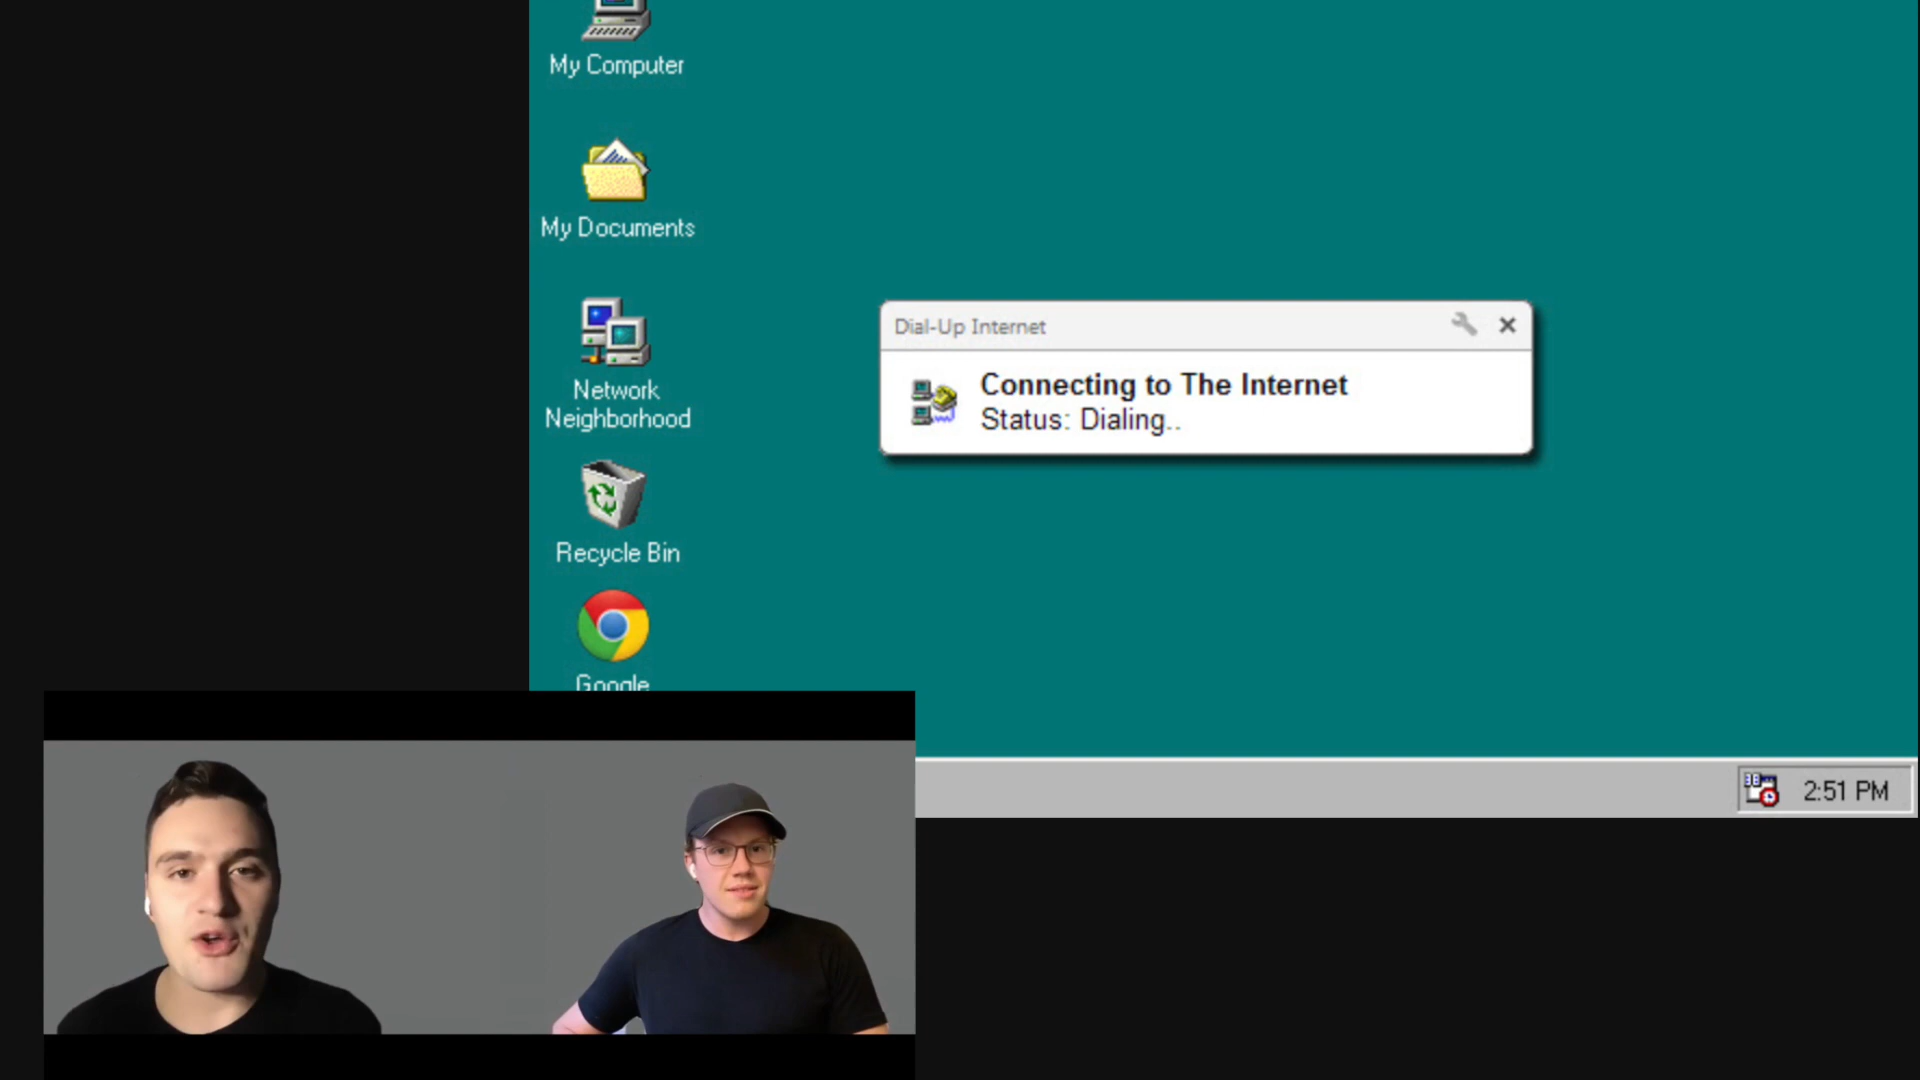 My Computer
My Documents
Network
Neighborhood
Recycle Bin
Google
Dial-Up Internet
Connecting to The Internet
Status: Dialing..
2:51 PM